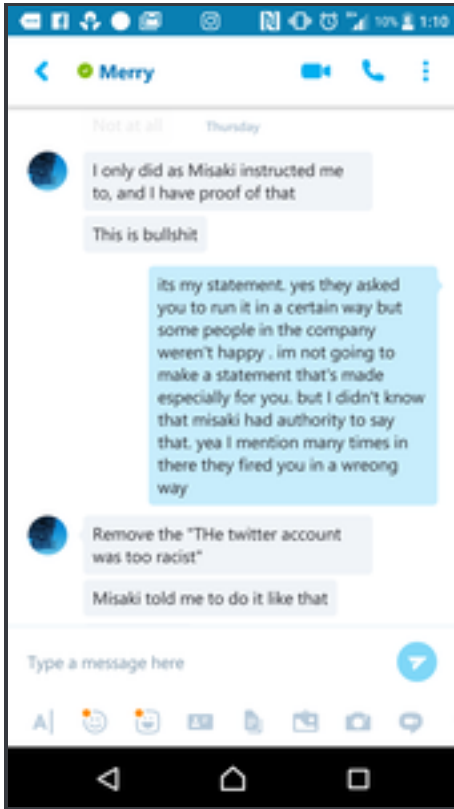 10% 1:10
Merry
Not at all
Thursday
I only did as Misaki instructed me
to, and I have proof of that
This is bullshit
its my statement. yes they asked
you to run it in a certain way but
some people in the company
weren't happy . im not going to
make a statement that's made
especially for you. but I didn't know
that misaki had authority to say
that. yea I mention many times in
there they fired you in a wreong
way
Remove the "THe twitter account
was too racist"
Misaki told me to do it like that
Type a message here